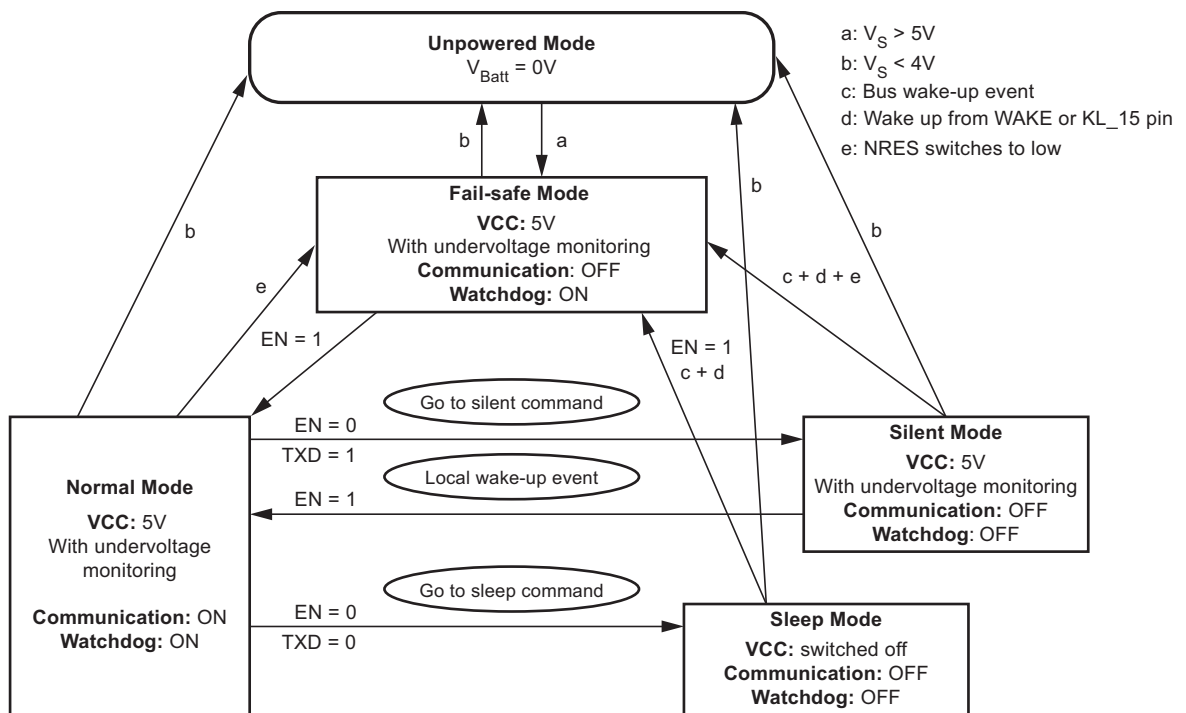 Unpowered Mode
V_Batt = 0V
a: V_S > 5V
b: V_S < 4V
c: Bus wake-up event
d: Wake up from WAKE or KL_15 pin
e: NRES switches to low
b
a
b
b
b
Fail-safe Mode
VCC: 5V
With undervoltage monitoring
Communication: OFF
Watchdog: ON
e
c + d + e
EN = 1
EN = 1
c + d
Go to silent command
EN = 0
TXD = 1
Local wake-up event
EN = 1
Silent Mode
VCC: 5V
With undervoltage monitoring
Communication: OFF
Watchdog: OFF
Normal Mode
VCC: 5V
With undervoltage
monitoring
Communication: ON
Watchdog: ON
Go to sleep command
EN = 0
TXD = 0
Sleep Mode
VCC: switched off
Communication: OFF
Watchdog: OFF